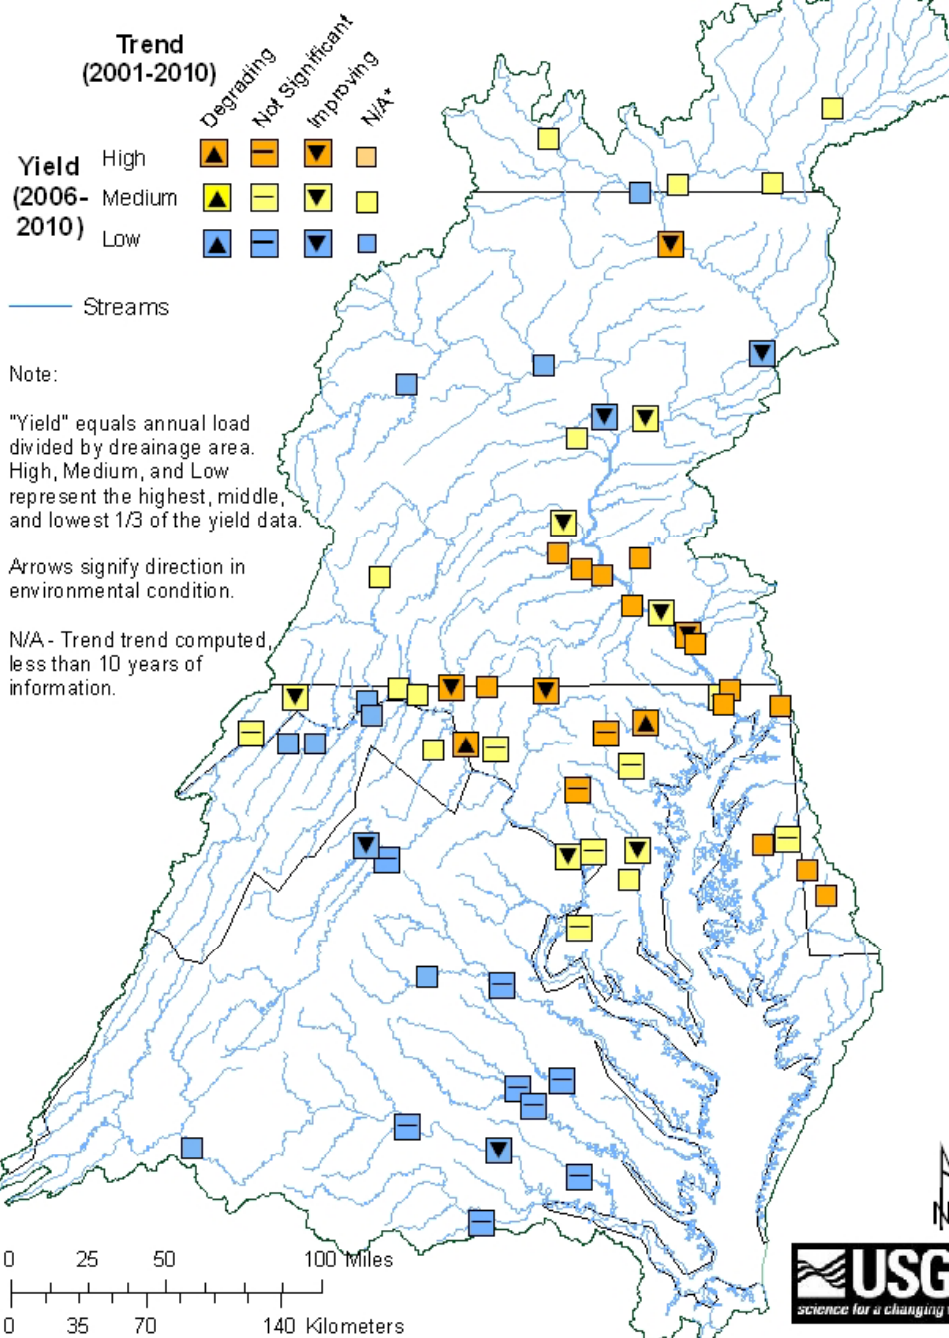 Trend
(2001-2010)
Degrading
Not Significant
Improving
N/A*
Yield
(2006-
2010)
High
Medium
Low
Streams
Note:
"Yield" equals annual load
divided by dreainage area.
High, Medium, and Low
represent the highest, middle,
and lowest 1/3 of the yield data.
Arrows signify direction in
environmental condition.
N/A - Trend trend computed,
less than 10 years of
information.
N
0 25 50 100 Miles
0 35 70 140 Kilometers
USG
science for a changing